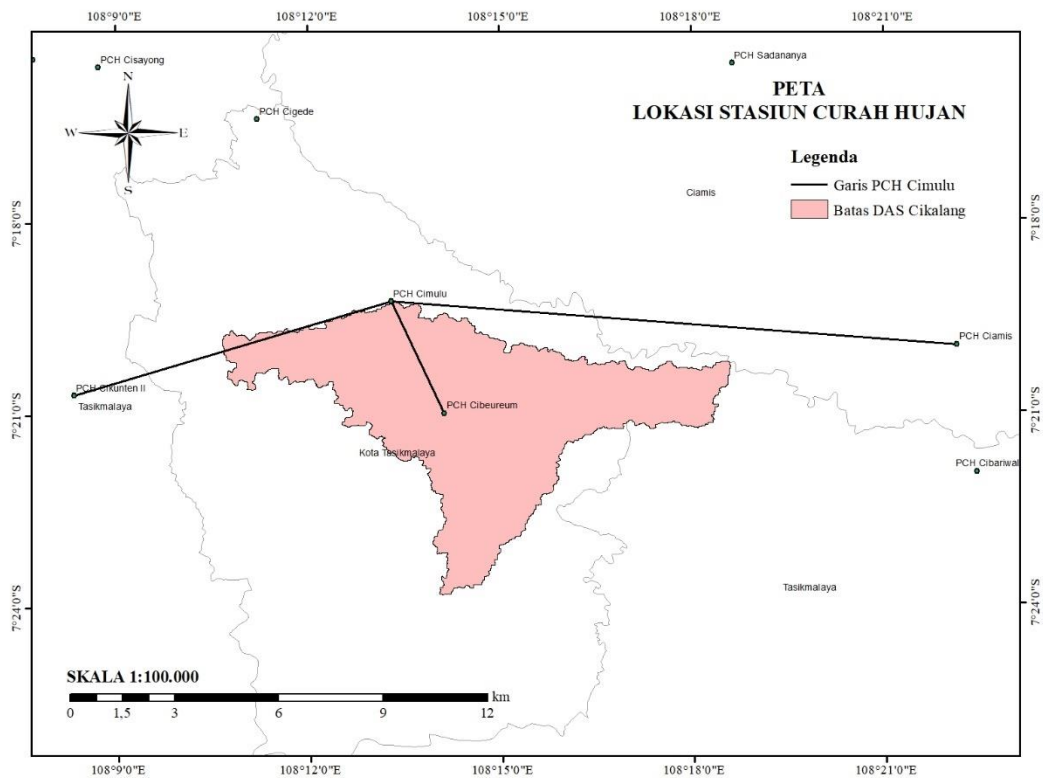 108°9'0"E
108°12'0"E
108°15'0"E
108°18'0"E
108°21'0"E
PCH Cisayong
PCH Sadananya
N
W
E
S
PCH Cigede
PETA
LOKASI STASIUN CURAH HUJAN
Legenda
Garis PCH Cimulu
Batas DAS Cikalang
Ciamis
7°18'0"S
7°18'0"S
PCH Cimulu
PCH Ciamis
PCH Cikunten II
Tasikmalaya
PCH Cibeureum
7°21'0"S
7°21'0"S
Kota Tasikmalaya
PCH Cibariwal
Tasikmalaya
7°24'0"S
7°24'0"S
SKALA 1:100.000
km
0 1,5 3 6 9 12
108°9'0"E
108°12'0"E
108°15'0"E
108°18'0"E
108°21'0"E